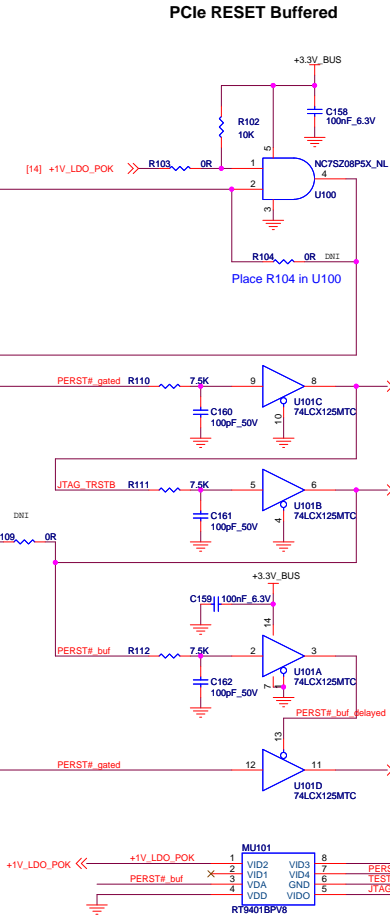 PCIe RESET Buffered
+3.3V_BUS
C158
100nF_6.3V
R102
10K
5
NC7SZ08P5X_NL
[14] +1V_LDO_POK
R103 0R
1
4
2
U100
3
R104 0R DNI
Place R104 in U100
PERST#_gated R110 7.5K 9 8
U101C
74LCX125MTC
C160
100pF_50V
10
JTAG_TRSTB R111 7.5K 5 6
U101B
74LCX125MTC
C161
100pF_50V
4
DNI
109 0R
+3.3V_BUS
C159 100nF_6.3V
14
PERST#_buf R112 7.5K 2 3
U101A
74LCX125MTC
C162
100pF_50V
7
1
PERST#_buf_delayed
13
PERST#_gated 12 11
U101D
74LCX125MTC
MU101
+1V_LDO_POK +1V_LDO_POK 1 VID2 VID3 8
2 VID1 VID4 7 PERS
PERST#_buf 3 VDA GND 6 TEST
4 VDD VIDO 5 JTAG
RT9401BPV8